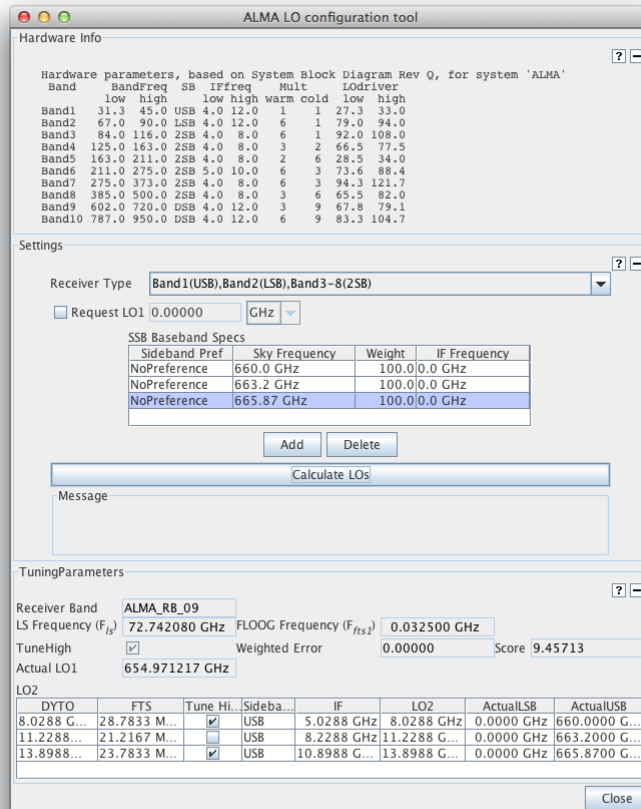 ALMA LO configuration tool
Hardware Info
? −
Hardware parameters, based on System Block Diagram Rev Q, for system 'ALMA'
Band BandFreq SB IFfreq Mult LOdriver
low high low high warm cold low high
Band1 31.3 45.0 USB 4.0 12.0 1 1 27.3 33.0
Band2 67.0 90.0 LSB 4.0 12.0 6 1 79.0 94.0
Band3 84.0 116.0 2SB 4.0 8.0 6 1 92.0 108.0
Band4 125.0 163.0 2SB 4.0 8.0 3 2 66.5 77.5
Band5 163.0 211.0 2SB 4.0 8.0 2 6 28.5 34.0
Band6 211.0 275.0 2SB 5.0 10.0 6 3 73.6 88.4
Band7 275.0 373.0 2SB 4.0 8.0 6 3 94.3 121.7
Band8 385.0 500.0 2SB 4.0 8.0 3 6 65.5 82.0
Band9 602.0 720.0 DSB 4.0 12.0 3 9 67.8 79.1
Band10 787.0 950.0 DSB 4.0 12.0 6 9 83.3 104.7
Settings
? −
Receiver Type Band1(USB),Band2(LSB),Band3-8(2SB)
Request LO1 0.00000 GHz
SSB Baseband Specs
Sideband Pref Sky Frequency Weight IF Frequency
NoPreference 660.0 GHz 100.0 0.0 GHz
NoPreference 663.2 GHz 100.0 0.0 GHz
NoPreference 665.87 GHz 100.0 0.0 GHz
Add Delete
Calculate LOs
Message
TuningParameters
? −
Receiver Band ALMA_RB_09
LS Frequency (Fls) 72.742080 GHz FLOOG Frequency (Ffts1) 0.032500 GHz
TuneHigh Weighted Error 0.00000 Score 9.45713
Actual LO1 654.971217 GHz
LO2
DYTO FTS Tune Hi... Sideba... IF LO2 ActualLSB ActualUSB
8.0288 G... 28.7833 M... USB 5.0288 GHz 8.0288 GHz 0.0000 GHz 660.0000 G...
11.2288... 21.2167 M... USB 8.2288 GHz 11.2288 G... 0.0000 GHz 663.2000 G...
13.8988... 23.7833 M... USB 10.8988 GHz 13.8988 G... 0.0000 GHz 665.8700 G...
Close